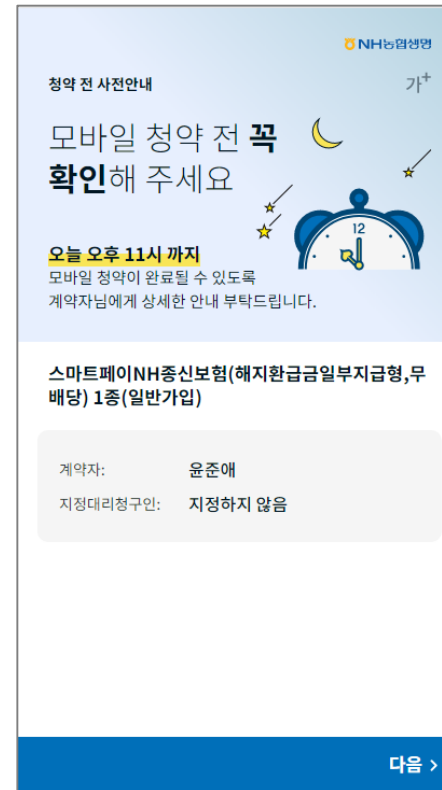 NH농협생명
청약 전 사전안내
가+
모바일 청약 전 꼭
확인해 주세요
12
오늘 오후 11시 까지
모바일 청약이 완료될 수 있도록
계약자님에게 상세한 안내 부탁드립니다.
스마트페이NH종신보험(해지환급금일부지급형,무
배당) 1종(일반가입)
계약자: 윤준애
지정대리청구인: 지정하지 않음
다음 >